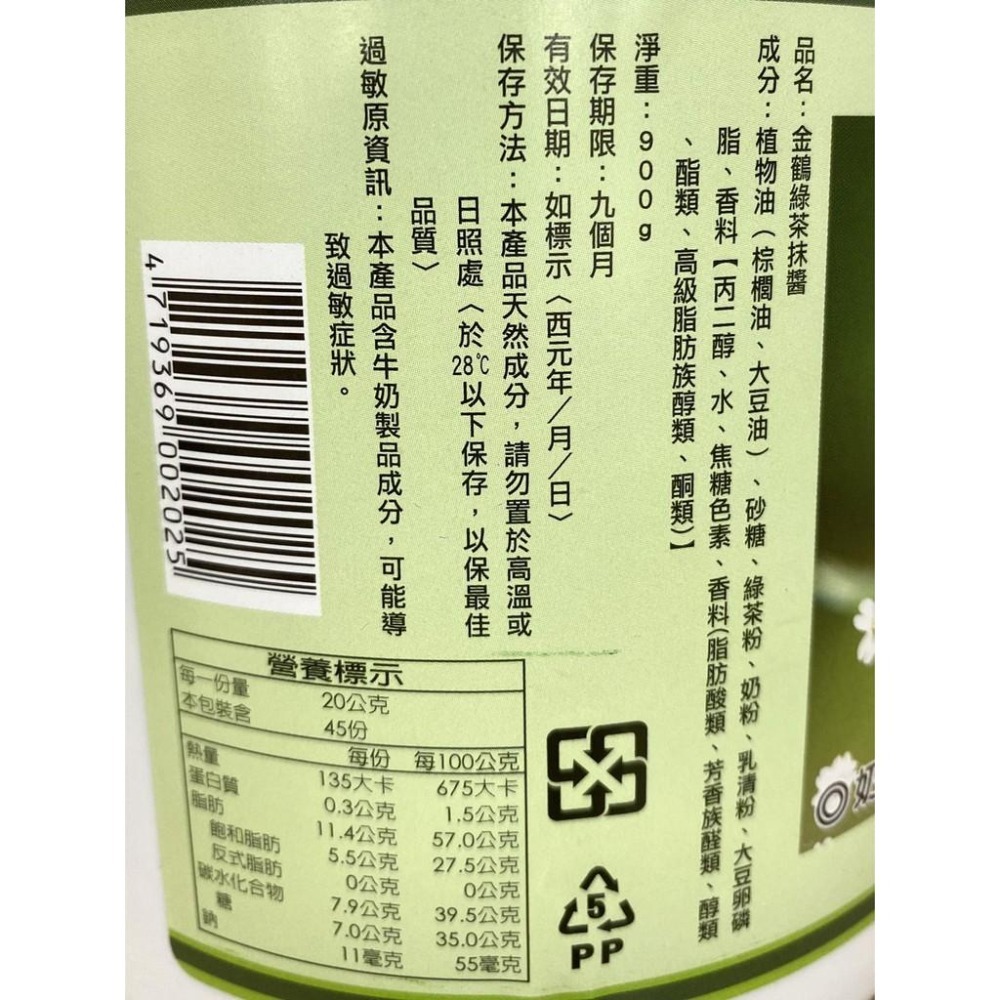 品名：金鶴綠茶抹醬
成分：植物油（棕櫚油、大豆油）、砂糖、綠茶粉、奶粉、乳清粉、大豆卵磷
脂、香料【丙二醇、水、焦糖色素、香料(脂肪酸類、芳香族醛類、醇類
、酯類、高級脂肪族醇類、酮類)】
淨重：900g
保存期限：九個月
有效日期：如標示〈西元年／月／日〉
保存方法：本產品天然成分，請勿置於高溫或
日照處〈於28℃以下保存，以保最佳
品質〉
過敏原資訊：本產品含牛奶製品成分，可能導
致過敏症狀。
4719369002025
營養標示
每一份量 20公克
本包裝含 45份
每份 每100公克
熱量 135大卡 675大卡
蛋白質 0.3公克 1.5公克
脂肪 11.4公克 57.0公克
飽和脂肪 5.5公克 27.5公克
反式脂肪 0公克 0公克
碳水化合物 7.9公克 39.5公克
糖 7.0公克 35.0公克
鈉 11毫克 55毫克
5
PP